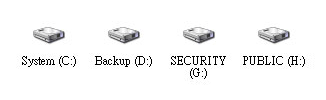 System (C:)
Backup (D:)
SECURITY
(G:)
PUBLIC (H:)